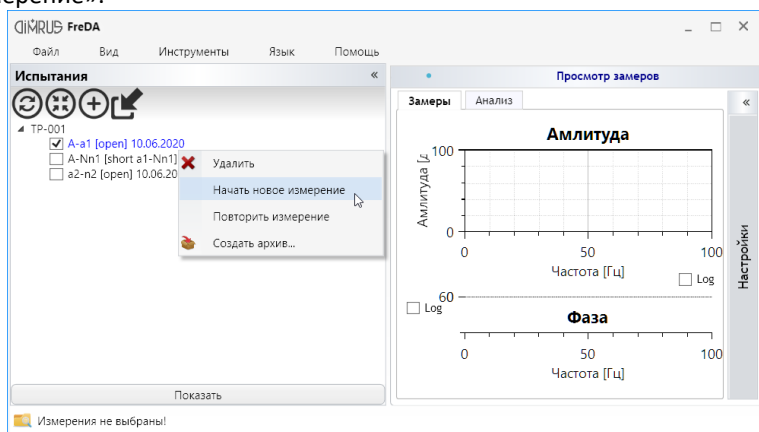 ерение».
DiMRUS FreDA
Файл Вид Инструменты Язык Помощь
Испытания «
Просмотр замеров
Замеры Анализ «
TP-001
A-a1 [open] 10.06.2020
A-Nn1 [short a1-Nn1]
a2-n2 [open] 10.06.20
Удалить
Начать новое измерение
Повторить измерение
Создать архив...
Амлитуда
Амлитуда [д
100
0
0 50 100
Частота [Гц]
Log
60
Log
Фаза
0 50 100
Частота [Гц]
Настройки
Показать
Измерения не выбраны!